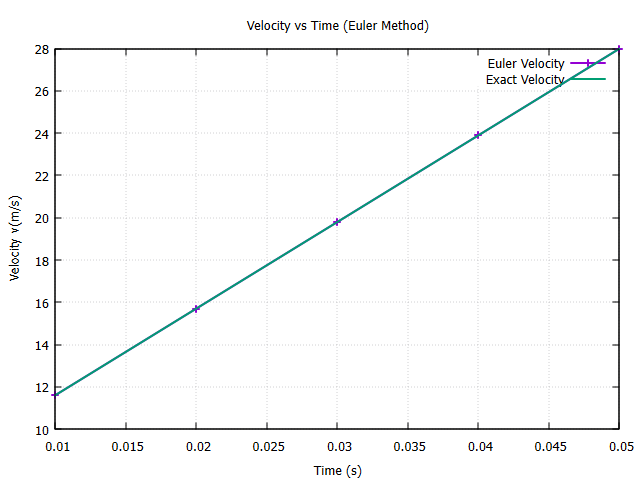 Velocity vs Time (Euler Method)
Euler Velocity
Exact Velocity
28
26
24
22
20
18
16
14
12
10
Velocity v(m/s)
0.01 0.015 0.02 0.025 0.03 0.035 0.04 0.045 0.05
Time (s)